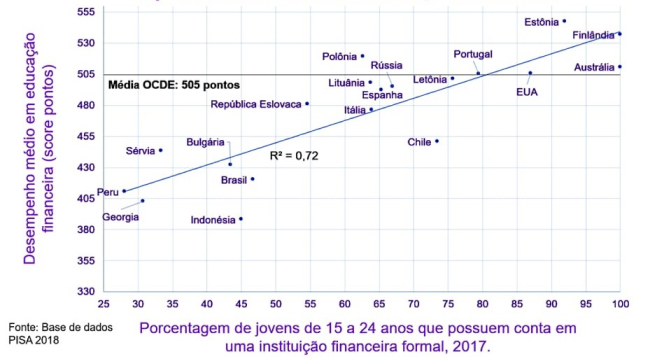 Desempenho médio em educação
financeira (score pontos)
555
530
505
480
455
430
405
380
355
330
Estônia
Finlândia
Polônia
Portugal
Rússia
Austrália
Média OCDE: 505 pontos
Lituânia
Letônia
Espanha
EUA
República Eslovaca
Itália
Bulgária
Chile
Sérvia
R² = 0,72
Brasil
Peru
Georgia
Indonésia
25 30 35 40 45 50 55 60 65 70 75 80 85 90 95 100
Fonte: Base de dados
PISA 2018
Porcentagem de jovens de 15 a 24 anos que possuem conta em
uma instituição financeira formal, 2017.